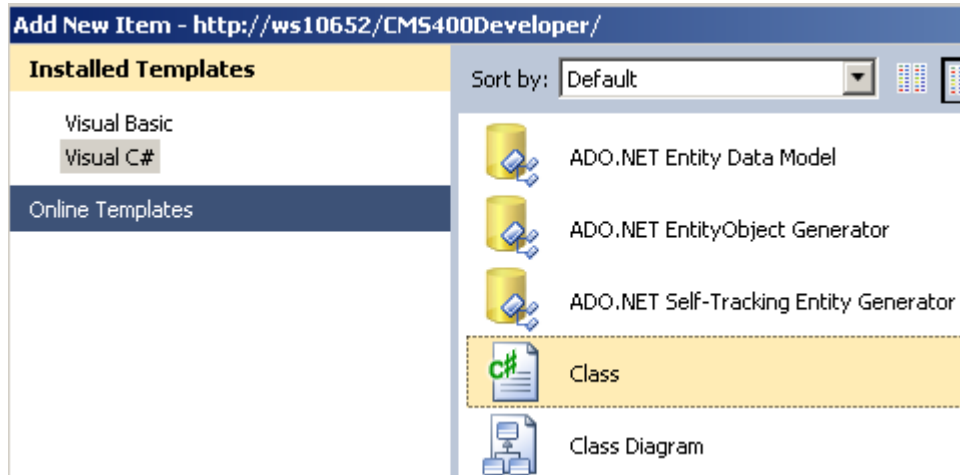 Add New Item - http://ws10652/CMS400Developer/
Installed Templates
Visual Basic
Visual C#
Online Templates
Sort by: Default
ADO.NET Entity Data Model
ADO.NET EntityObject Generator
ADO.NET Self-Tracking Entity Generator
C# Class
Class Diagram